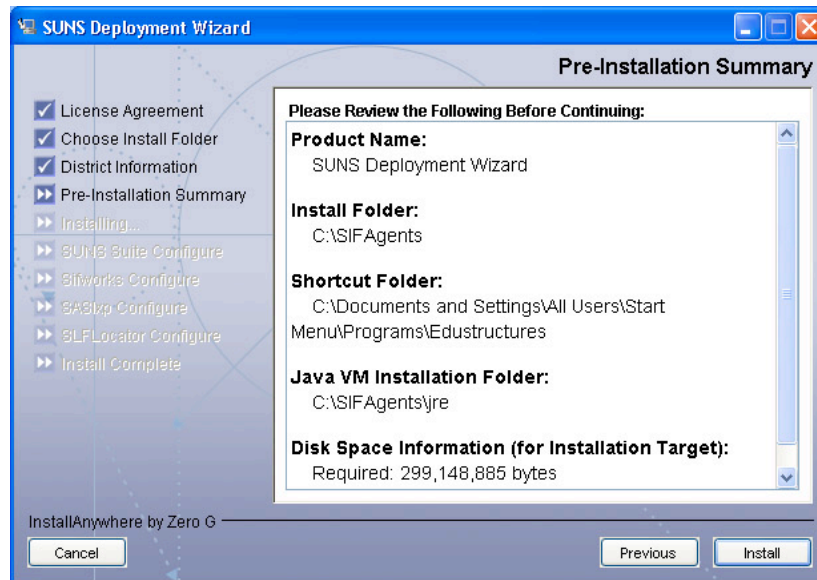 SUNS Deployment Wizard
Pre-Installation Summary
License Agreement
Choose Install Folder
District Information
Pre-Installation Summary
Installing...
SUNS Suite Configure
Sifworks Configure
SASIxp Configure
SLFLocator Configure
Install Complete
Please Review the Following Before Continuing:
Product Name:
SUNS Deployment Wizard
Install Folder:
C:\SIFAgents
Shortcut Folder:
C:\Documents and Settings\All Users\Start
Menu\Programs\Edustructures
Java VM Installation Folder:
C:\SIFAgents\jre
Disk Space Information (for Installation Target):
Required: 299,148,885 bytes
InstallAnywhere by Zero G
Cancel
Previous
Install